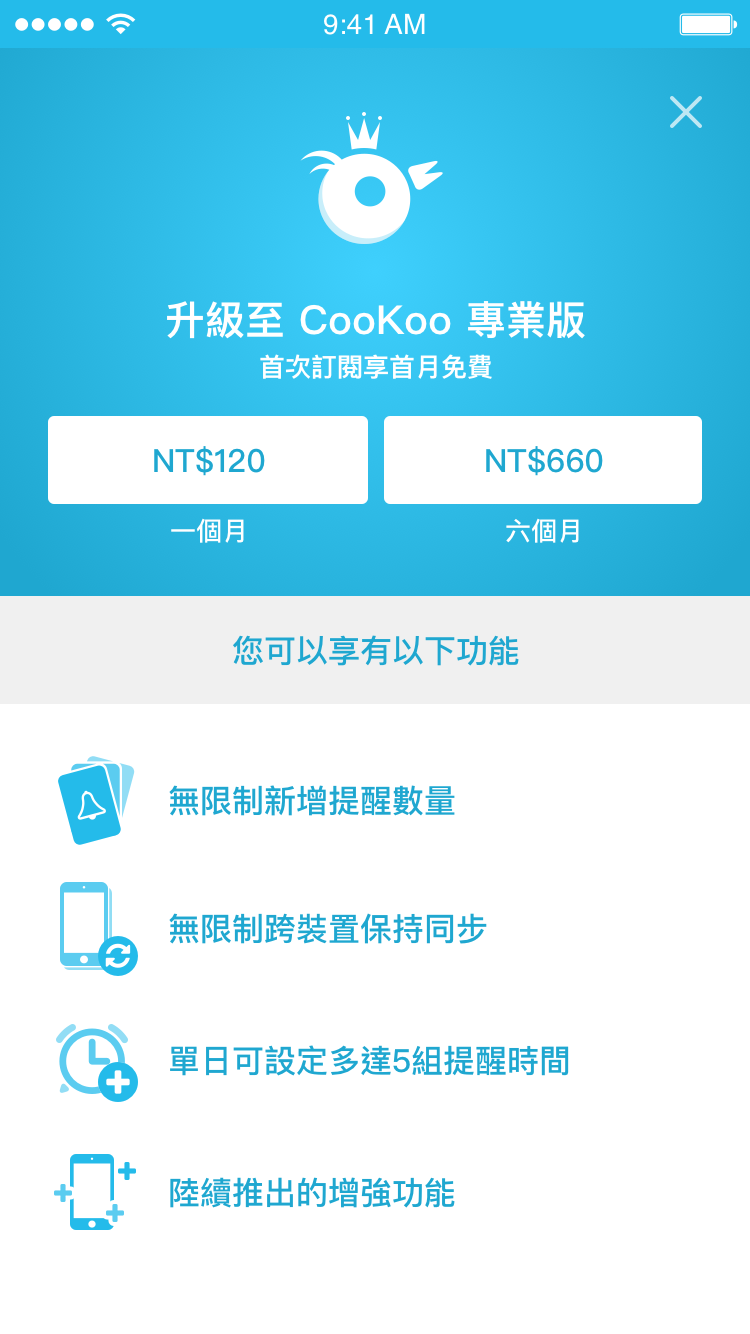 9:41 AM
升級至 CooKoo 專業版
首次訂閱享首月免費
NT$120
NT$660
一個月
六個月
您可以享有以下功能
無限制新增提醒數量
無限制跨裝置保持同步
單日可設定多達5組提醒時間
陸續推出的增強功能